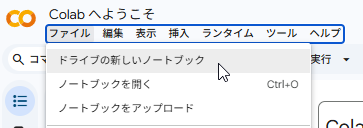 Colab へようこそ
ファイル 編集 表示 挿入 ランタイム ツール ヘルプ
ドライブの新しいノートブック
実行
ノートブックを開く Ctrl+O
ノートブックをアップロード